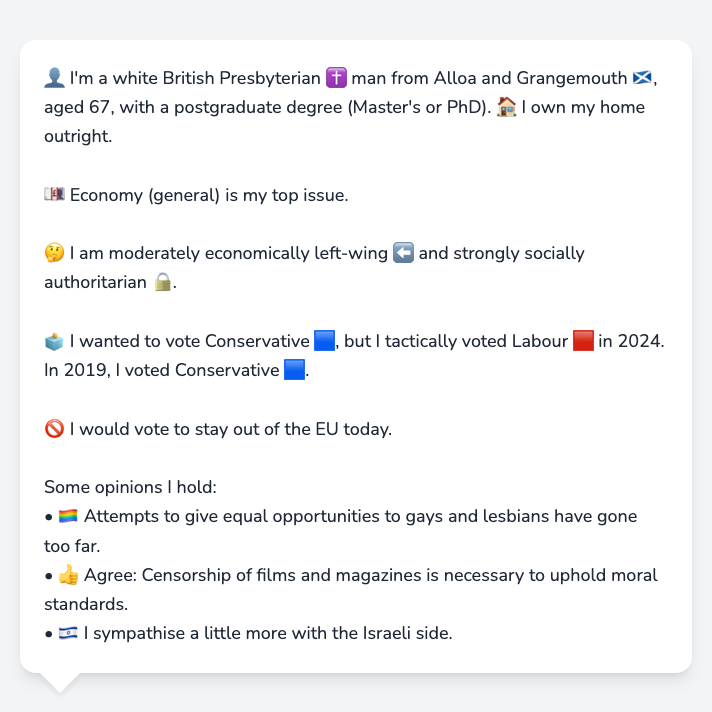 👤 I'm a white British Presbyterian ✝️ man from Alloa and Grangemouth 🏴󠁧󠁢󠁳󠁣󠁴󠁿,
aged 67, with a postgraduate degree (Master's or PhD). 🏠 I own my home
outright.
💷 Economy (general) is my top issue.
🤔 I am moderately economically left-wing ⬅️ and strongly socially
authoritarian 🔒.
🗳️ I wanted to vote Conservative 🟦, but I tactically voted Labour 🟥 in 2024.
In 2019, I voted Conservative 🟦.
🚫 I would vote to stay out of the EU today.
Some opinions I hold:
• 🏳️‍🌈 Attempts to give equal opportunities to gays and lesbians have gone
too far.
• 👍 Agree: Censorship of films and magazines is necessary to uphold moral
standards.
• 🇮🇱 I sympathise a little more with the Israeli side.